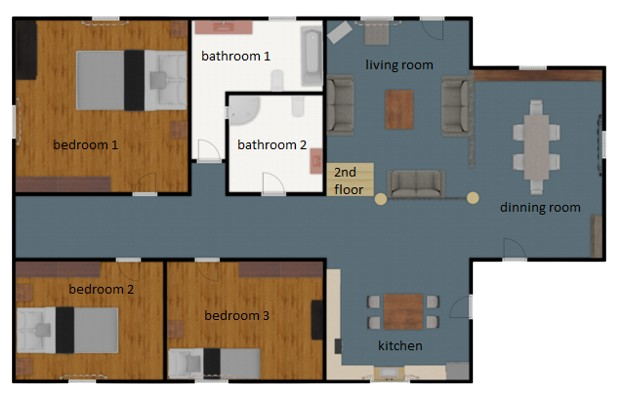 living room
bathroom 1
bedroom 1
bathroom 2
2nd
floor
dinning room
bedroom 2
bedroom 3
kitchen